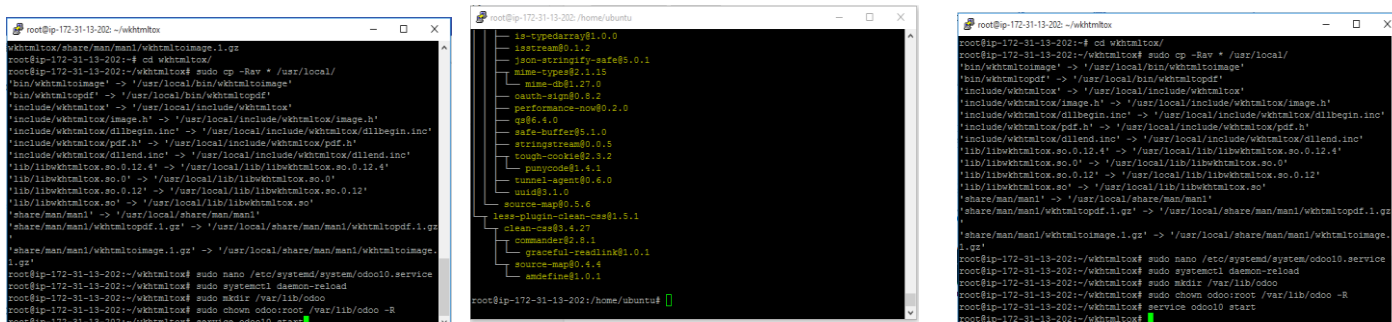 root@ip-172-31-13-202: ~/wkhtmltox
wkhtmltox/share/man/man1/wkhtmltoimage.1.gz
root@ip-172-31-13-202:~# cd wkhtmltox/
root@ip-172-31-13-202:~/wkhtmltox# sudo cp -Rav * /usr/local/
'bin/wkhtmltoimage' -> '/usr/local/bin/wkhtmltoimage'
'bin/wkhtmltopdf' -> '/usr/local/bin/wkhtmltopdf'
'include/wkhtmltox' -> '/usr/local/include/wkhtmltox'
'include/wkhtmltox/image.h' -> '/usr/local/include/wkhtmltox/image.h'
'include/wkhtmltox/dllbegin.inc' -> '/usr/local/include/wkhtmltox/dllbegin.inc'
'include/wkhtmltox/pdf.h' -> '/usr/local/include/wkhtmltox/pdf.h'
'include/wkhtmltox/dllend.inc' -> '/usr/local/include/wkhtmltox/dllend.inc'
'lib/libwkhtmltox.so.0.12.4' -> '/usr/local/lib/libwkhtmltox.so.0.12.4'
'lib/libwkhtmltox.so.0' -> '/usr/local/lib/libwkhtmltox.so.0'
'lib/libwkhtmltox.so.0.12' -> '/usr/local/lib/libwkhtmltox.so.0.12'
'lib/libwkhtmltox.so' -> '/usr/local/lib/libwkhtmltox.so'
'share/man/man1' -> '/usr/local/share/man/man1'
'share/man/man1/wkhtmltopdf.1.gz' -> '/usr/local/share/man/man1/wkhtmltopdf.1.gz
'
'share/man/man1/wkhtmltoimage.1.gz' -> '/usr/local/share/man/man1/wkhtmltoimage.
1.gz'
root@ip-172-31-13-202:~/wkhtmltox# sudo nano /etc/systemd/system/odoo10.service
root@ip-172-31-13-202:~/wkhtmltox# sudo systemctl daemon-reload
root@ip-172-31-13-202:~/wkhtmltox# sudo mkdir /var/lib/odoo
root@ip-172-31-13-202:~/wkhtmltox# sudo chown odoo:root /var/lib/odoo -R
root@ip-172-31-13-202:~/wkhtmltox# service odoo10 start
root@ip-172-31-13-202: /home/ubuntu
is-typedarray@1.0.0
isstream@0.1.2
json-stringify-safe@5.0.1
mime-types@2.1.15
mime-db@1.27.0
oauth-sign@0.8.2
performance-now@0.2.0
qs@6.4.0
safe-buffer@5.1.0
stringstream@0.0.5
tough-cookie@2.3.2
punycode@1.4.1
tunnel-agent@0.6.0
uuid@3.1.0
source-map@0.5.6
less-plugin-clean-css@1.5.1
clean-css@3.4.27
commander@2.8.1
graceful-readlink@1.0.1
source-map@0.4.4
amdefine@1.0.1
root@ip-172-31-13-202:/home/ubuntu#
root@ip-172-31-13-202: ~/wkhtmltox
root@ip-172-31-13-202:~# cd wkhtmltox/
root@ip-172-31-13-202:~/wkhtmltox# sudo cp -Rav * /usr/local/
'bin/wkhtmltoimage' -> '/usr/local/bin/wkhtmltoimage'
'bin/wkhtmltopdf' -> '/usr/local/bin/wkhtmltopdf'
'include/wkhtmltox' -> '/usr/local/include/wkhtmltox'
'include/wkhtmltox/image.h' -> '/usr/local/include/wkhtmltox/image.h'
'include/wkhtmltox/dllbegin.inc' -> '/usr/local/include/wkhtmltox/dllbegin.inc'
'include/wkhtmltox/pdf.h' -> '/usr/local/include/wkhtmltox/pdf.h'
'include/wkhtmltox/dllend.inc' -> '/usr/local/include/wkhtmltox/dllend.inc'
'lib/libwkhtmltox.so.0.12.4' -> '/usr/local/lib/libwkhtmltox.so.0.12.4'
'lib/libwkhtmltox.so.0' -> '/usr/local/lib/libwkhtmltox.so.0'
'lib/libwkhtmltox.so.0.12' -> '/usr/local/lib/libwkhtmltox.so.0.12'
'lib/libwkhtmltox.so' -> '/usr/local/lib/libwkhtmltox.so'
'share/man/man1' -> '/usr/local/share/man/man1'
'share/man/man1/wkhtmltopdf.1.gz' -> '/usr/local/share/man/man1/wkhtmltopdf.1.gz
'
'share/man/man1/wkhtmltoimage.1.gz' -> '/usr/local/share/man/man1/wkhtmltoimage.
1.gz'
root@ip-172-31-13-202:~/wkhtmltox# sudo nano /etc/systemd/system/odoo10.service
root@ip-172-31-13-202:~/wkhtmltox# sudo systemctl daemon-reload
root@ip-172-31-13-202:~/wkhtmltox# sudo mkdir /var/lib/odoo
root@ip-172-31-13-202:~/wkhtmltox# sudo chown odoo:root /var/lib/odoo -R
root@ip-172-31-13-202:~/wkhtmltox# service odoo10 start
root@ip-172-31-13-202:~/wkhtmltox#